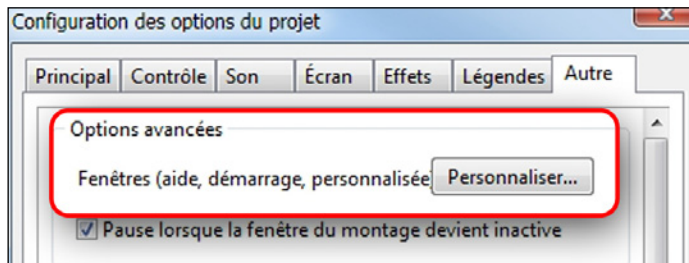 Configuration des options du projet
Principal Contrôle Son Écran Effets Légendes Autre
Options avancées
Fenêtres (aide, démarrage, personnalisée) Personnaliser...
Pause lorsque la fenêtre du montage devient inactive